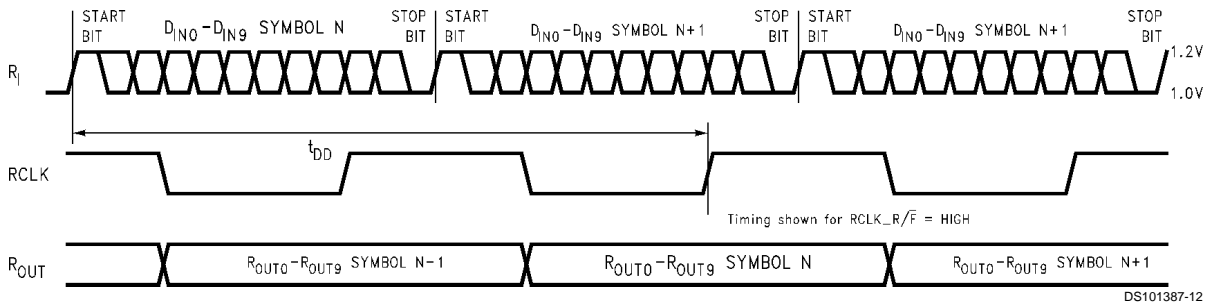 START BIT
D_IN0–D_IN9 SYMBOL N
STOP BIT
START BIT
D_IN0–D_IN9 SYMBOL N+1
STOP BIT
START BIT
D_IN0–D_IN9 SYMBOL N+1
STOP BIT
R_I
1.2V
1.0V
t_DD
RCLK
Timing shown for RCLK_R/F̅ = HIGH
R_OUT
R_OUT0–R_OUT9 SYMBOL N–1
R_OUT0–R_OUT9 SYMBOL N
R_OUT0–R_OUT9 SYMBOL N+1
DS101387-12